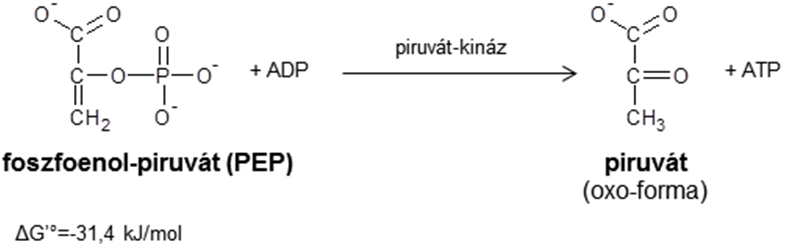 O⁻ O
C
O
C–O–P–O⁻ + ADP
CH₂ O⁻
foszfoenol-piruvát (PEP)
piruvát-kináz
O⁻ O
C
C=O + ATP
CH₃
piruvát
(oxo-forma)
ΔG'°=-31,4 kJ/mol